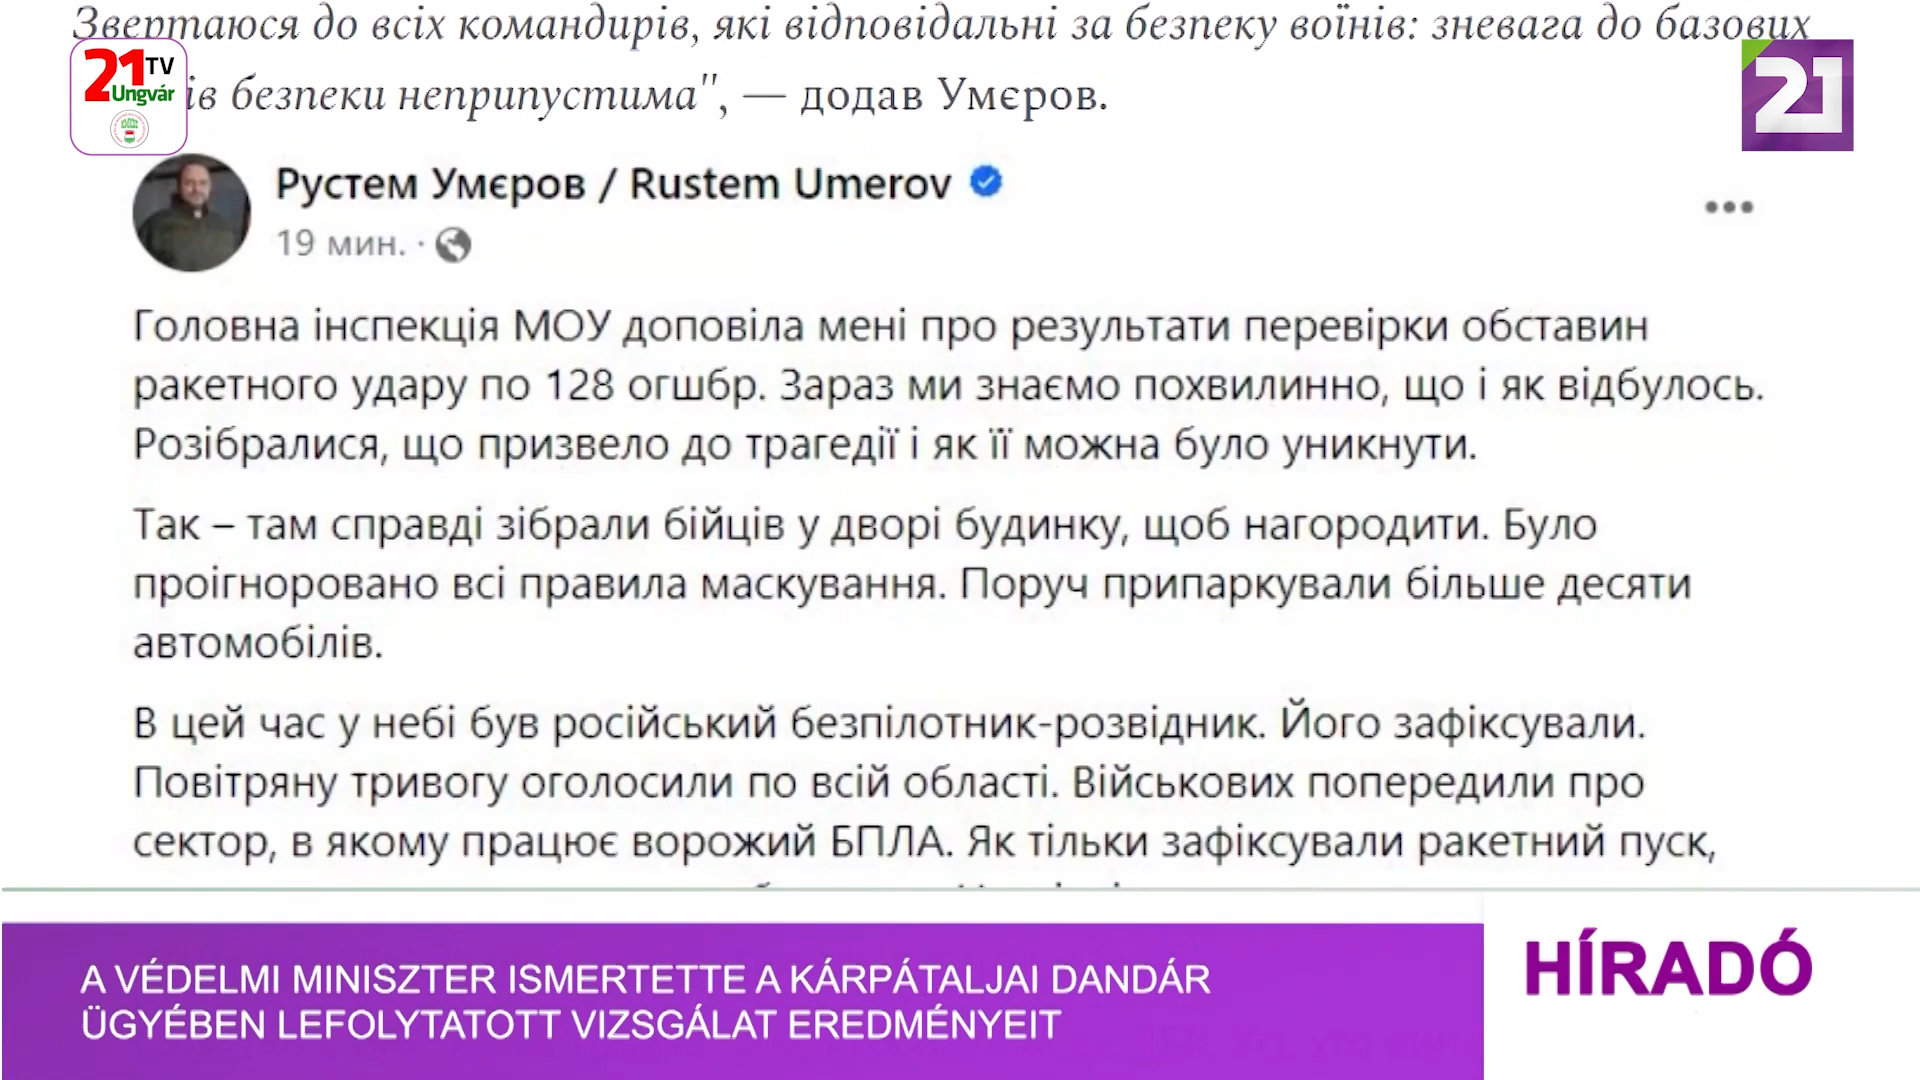 Звертаюся до всіх командирів, які відповідальні за безпеку воїнів: зневага до базових
ів безпеки неприпустима", — додав Умєров.
21 TV
Ungvár
21
Рустем Умєров / Rustem Umerov
19 мин. ·
Головна інспекція МОУ доповіла мені про результати перевірки обставин
ракетного удару по 128 огшбр. Зараз ми знаємо похвилинно, що і як відбулось.
Розібралися, що призвело до трагедії і як її можна було уникнути.
Так – там справді зібрали бійців у дворі будинку, щоб нагородити. Було
проігноровано всі правила маскування. Поруч припаркували більше десяти
автомобілів.
В цей час у небі був російський безпілотник-розвідник. Його зафіксували.
Повітряну тривогу оголосили по всій області. Військових попередили про
сектор, в якому працює ворожий БПЛА. Як тільки зафіксували ракетний пуск,
A VÉDELMI MINISZTER ISMERTETTE A KÁRPÁTALJAI DANDÁR
ÜGYÉBEN LEFOLYTATOTT VIZSGÁLAT EREDMÉNYEIT
HÍRADÓ